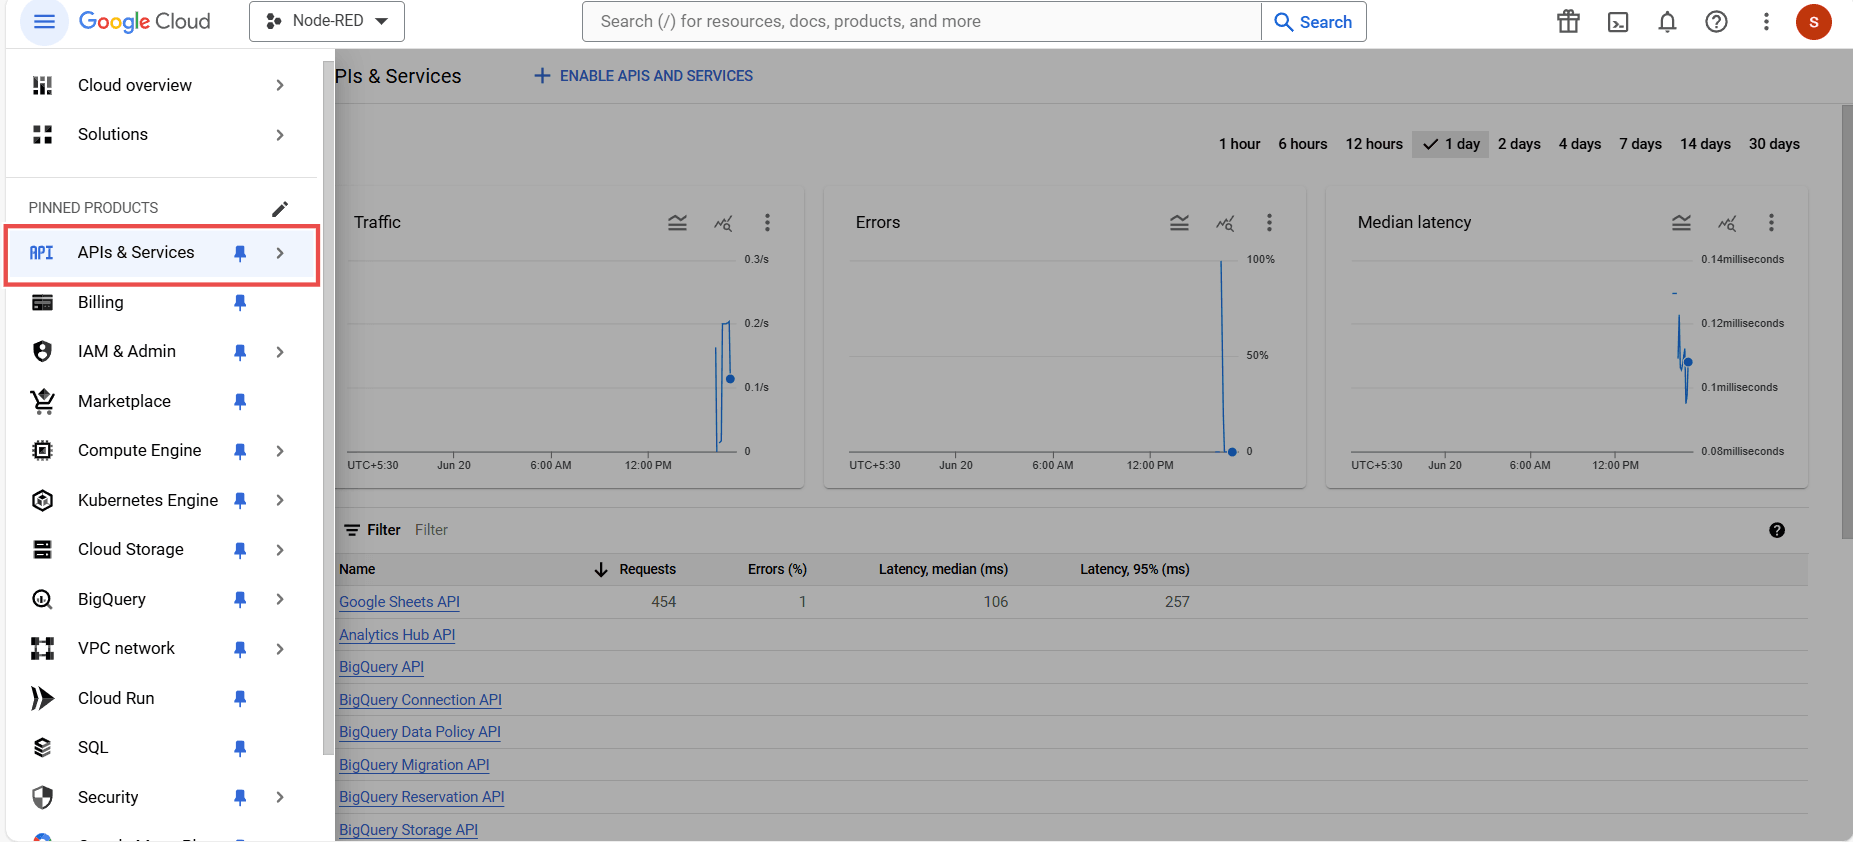 Google Cloud
Node-RED
Search (/) for resources, docs, products, and more
Search
S
Cloud overview
Solutions
PINNED PRODUCTS
API APIs & Services
Billing
IAM & Admin
Marketplace
Compute Engine
Kubernetes Engine
Cloud Storage
BigQuery
VPC network
Cloud Run
SQL
Security
PIs & Services
ENABLE APIS AND SERVICES
1 hour 6 hours 12 hours 1 day 2 days 4 days 7 days 14 days 30 days
Traffic
0.3/s
0.2/s
0.1/s
0
UTC+5:30 Jun 20 6:00 AM 12:00 PM
Errors
100%
50%
0
UTC+5:30 Jun 20 6:00 AM 12:00 PM
Median latency
0.14milliseconds
0.12milliseconds
0.1milliseconds
0.08milliseconds
UTC+5:30 Jun 20 6:00 AM 12:00 PM
Filter Filter
Name Requests Errors (%) Latency, median (ms) Latency, 95% (ms)
Google Sheets API 454 1 106 257
Analytics Hub API
BigQuery API
BigQuery Connection API
BigQuery Data Policy API
BigQuery Migration API
BigQuery Reservation API
BigQuery Storage API